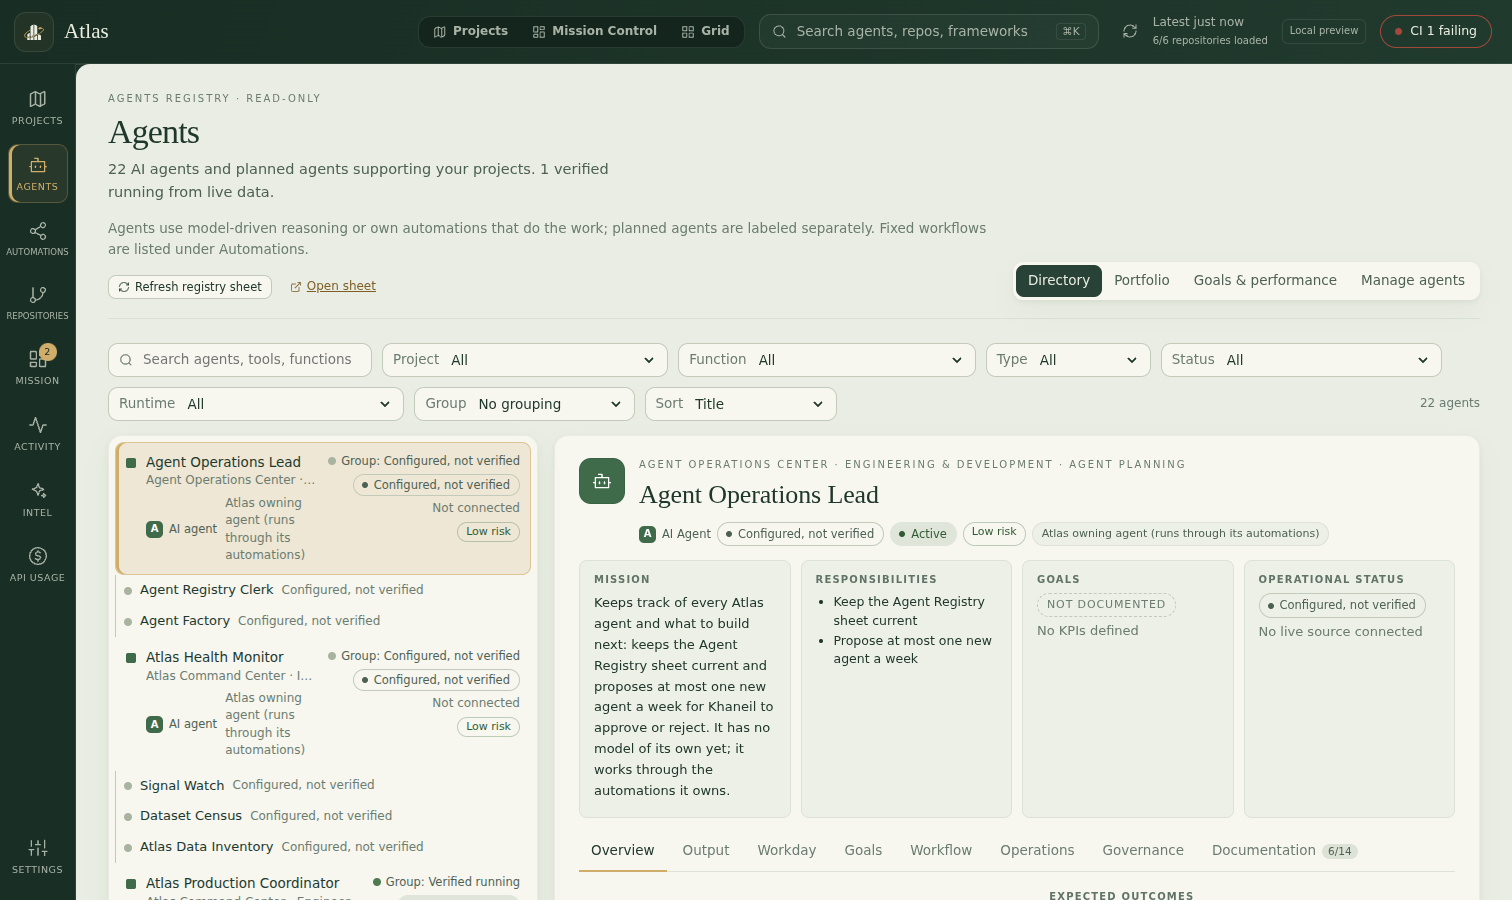 Atlas
Projects
Mission Control
Grid
Search agents, repos, frameworks
⌘K
Latest just now
6/6 repositories loaded
Local preview
CI 1 failing
PROJECTS
AGENTS
AUTOMATIONS
REPOSITORIES
2
MISSION
ACTIVITY
INTEL
API USAGE
SETTINGS
AGENTS REGISTRY · READ-ONLY
Agents
22 AI agents and planned agents supporting your projects. 1 verified
running from live data.
Agents use model-driven reasoning or own automations that do the work; planned agents are labeled separately. Fixed workflows
are listed under Automations.
Refresh registry sheet
Open sheet
Directory
Portfolio
Goals & performance
Manage agents
Search agents, tools, functions
Project All
Function All
Type All
Status All
Runtime All
Group No grouping
Sort Title
22 agents
Agent Operations Lead
Group: Configured, not verified
Agent Operations Center ·...
Configured, not verified
Not connected
A AI agent
Atlas owning
agent (runs
through its
automations)
Low risk
Agent Registry Clerk Configured, not verified
Agent Factory Configured, not verified
Atlas Health Monitor
Group: Configured, not verified
Atlas Command Center · I...
Configured, not verified
Not connected
A AI agent
Atlas owning
agent (runs
through its
automations)
Low risk
Signal Watch Configured, not verified
Dataset Census Configured, not verified
Atlas Data Inventory Configured, not verified
Atlas Production Coordinator
Group: Verified running
AGENT OPERATIONS CENTER · ENGINEERING & DEVELOPMENT · AGENT PLANNING
Agent Operations Lead
A AI Agent
Configured, not verified
Active
Low risk
Atlas owning agent (runs through its automations)
MISSION
Keeps track of every Atlas
agent and what to build
next: keeps the Agent
Registry sheet current and
proposes at most one new
agent a week for Khaneil to
approve or reject. It has no
model of its own yet; it
works through the
automations it owns.
RESPONSIBILITIES
• Keep the Agent Registry
sheet current
• Propose at most one new
agent a week
GOALS
NOT DOCUMENTED
No KPIs defined
OPERATIONAL STATUS
Configured, not verified
No live source connected
Overview
Output
Workday
Goals
Workflow
Operations
Governance
Documentation 6/14
EXPECTED OUTCOMES